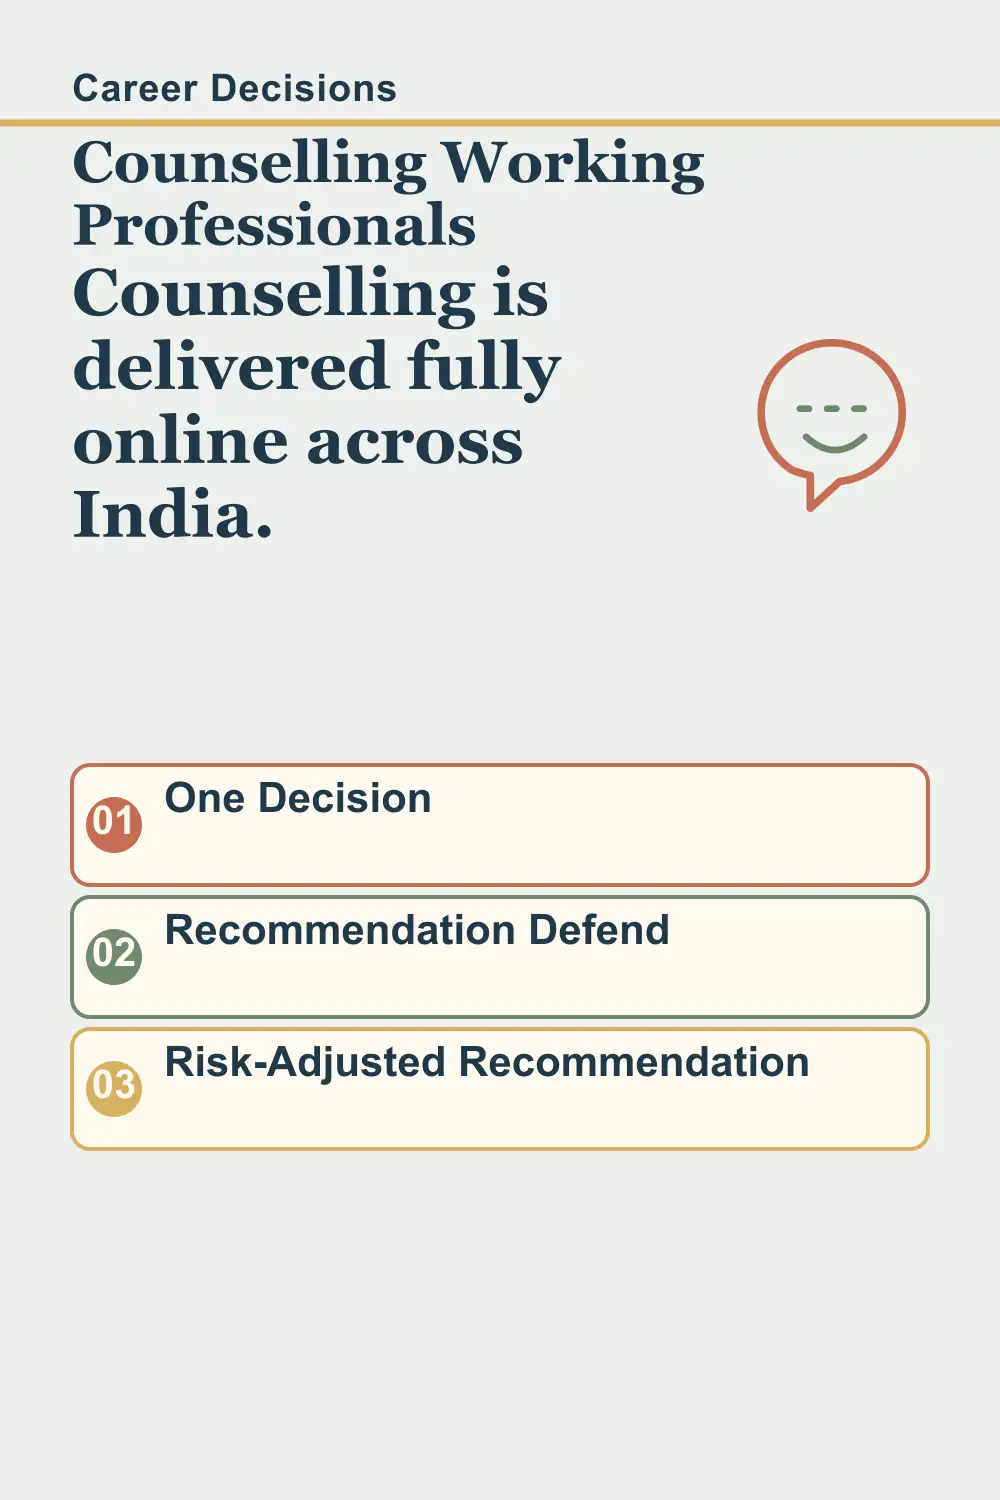 Career Decisions
Counselling Working
Professionals
Counselling is
delivered fully
online across
India.
01 One Decision
02 Recommendation Defend
03 Risk-Adjusted Recommendation